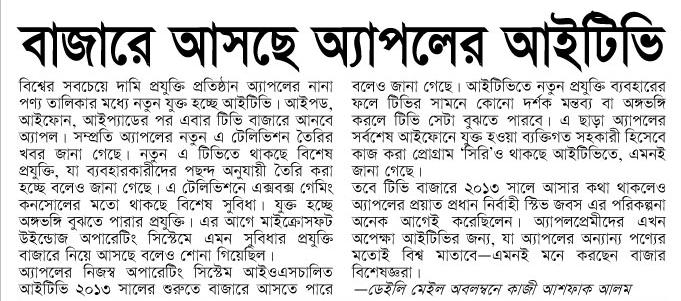 বাজারে আসছে অ্যাপলের আইটিভি
বিশ্বের সবচেয়ে দামি প্রযুক্তি প্রতিষ্ঠান অ্যাপলের নানা
পণ্য তালিকার মধ্যে নতুন যুক্ত হচ্ছে আইটিভি। আইপড,
আইফোন, আইপ্যাডের পর এবার টিভি বাজারে আনবে
অ্যাপল। সম্প্রতি অ্যাপলের নতুন এ টেলিভিশন তৈরির
খবর জানা গেছে। নতুন এ টিভিতে থাকছে বিশেষ
প্রযুক্তি, যা ব্যবহারকারীদের পছন্দ অনুযায়ী তৈরি করা
হচ্ছে বলেও জানা গেছে। এ টেলিভিশনে এক্সবক্স গেমিং
কনসোলের মতো থাকছে বিশেষ সুবিধা। যুক্ত হচ্ছে
অঙ্গভঙ্গি বুঝতে পারার প্রযুক্তি। এর আগে মাইক্রোসফট
উইন্ডোজ অপারেটিং সিস্টেমে এমন সুবিধার প্রযুক্তি
বাজারে নিয়ে আসছে বলেও শোনা গিয়েছিল।
অ্যাপলের নিজস্ব অপারেটিং সিস্টেম আইওএসচালিত
আইটিভি ২০১৩ সালের শুরুতে বাজারে আসতে পারে
বলেও জানা গেছে। আইটিভিতে নতুন প্রযুক্তি ব্যবহারের
ফলে টিভির সামনে কোনো দর্শক মন্তব্য বা অঙ্গভঙ্গি
করলে টিভি সেটা বুঝতে পারবে। এ ছাড়া অ্যাপলের
সর্বশেষ আইফোনে যুক্ত হওয়া ব্যক্তিগত সহকারী হিসেবে
কাজ করা প্রোগ্রাম ‘সিরি’ও থাকছে আইটিভিতে, এমনই
জানা গেছে।
তবে টিভি বাজারে ২০১৩ সালে আসার কথা থাকলেও
অ্যাপলের প্রয়াত প্রধান নির্বাহী স্টিভ জবস এর পরিকল্পনা
অনেক আগেই করেছিলেন। অ্যাপলপ্রেমীদের এখন
অপেক্ষা আইটিভির জন্য, যা অ্যাপলের অন্যান্য পণ্যের
মতোই বিশ্ব মাতাবে—এমনই মনে করছেন বাজার
বিশেষজ্ঞরা।
—ডেইলি মেইল অবলম্বনে কাজী আশফাক আলম